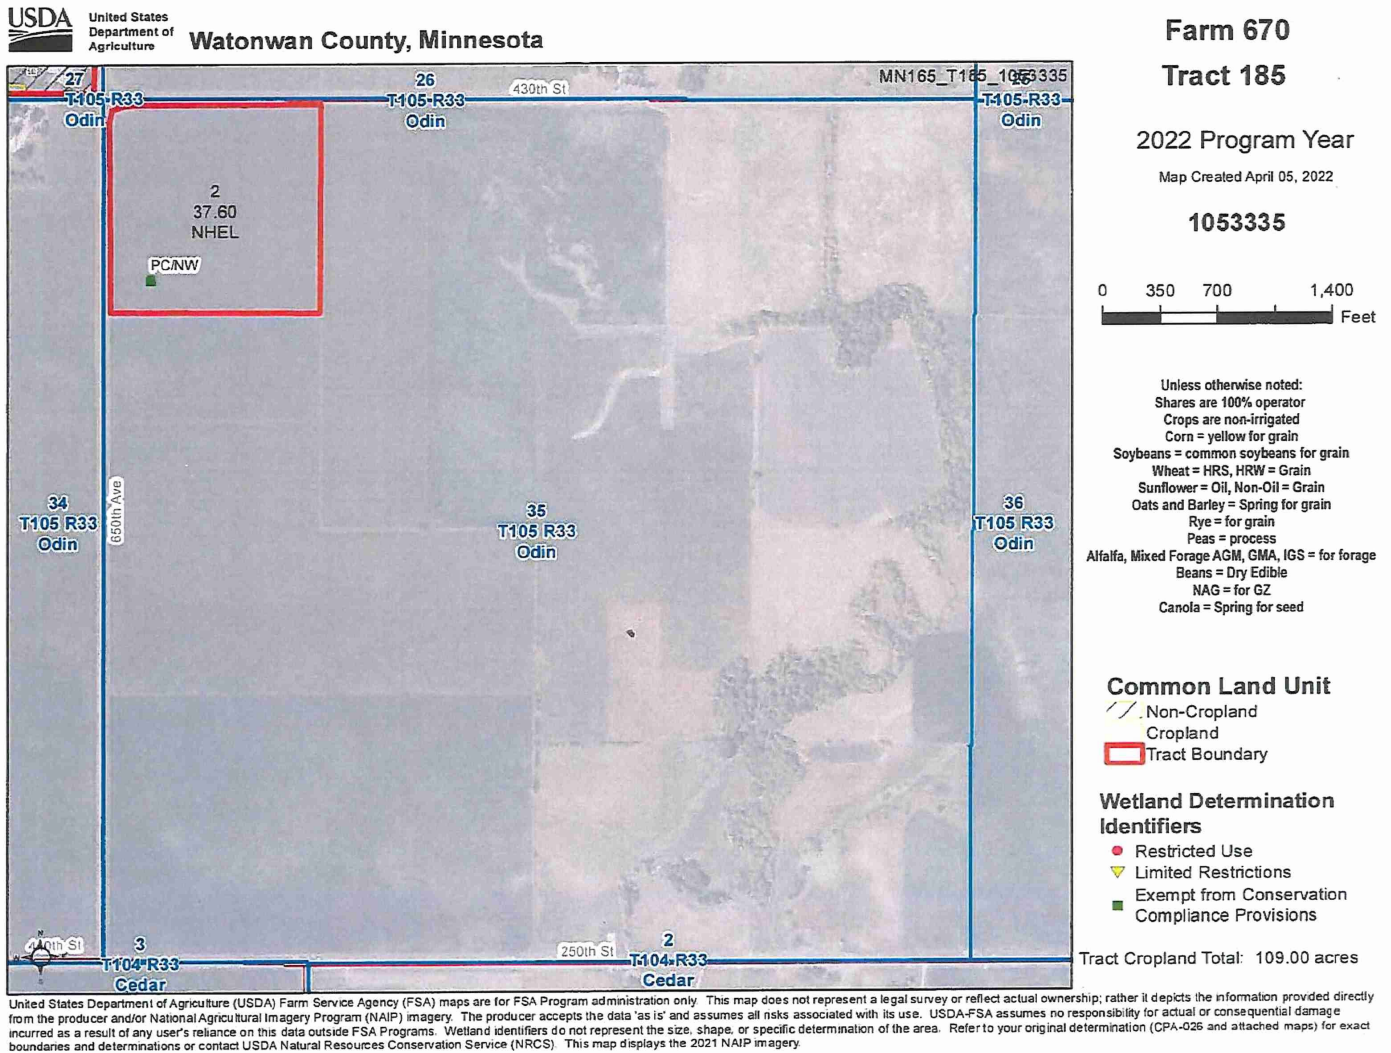 USDA
United States
Department of
Agriculture
Watonwan County, Minnesota
Farm 670
Tract 185
2022 Program Year
Map Created April 05, 2022
1053335
0 350 700 1,400
Feet
Unless otherwise noted:
Shares are 100% operator
Crops are non-irrigated
Corn = yellow for grain
Soybeans = common soybeans for grain
Wheat = HRS, HRW = Grain
Sunflower = Oil, Non-Oil = Grain
Oats and Barley = Spring for grain
Rye = for grain
Peas = process
Alfalfa, Mixed Forage AGM, GMA, IGS = for forage
Beans = Dry Edible
NAG = for GZ
Canola = Spring for seed
Common Land Unit
Non-Cropland
Cropland
Tract Boundary
Wetland Determination
Identifiers
Restricted Use
Limited Restrictions
Exempt from Conservation
Compliance Provisions
Tract Cropland Total: 109.00 acres
27
T105-R33
Odin
26
T105-R33
Odin
430th St
MN165_T185_1053335
T105-R33
Odin
2
37.60
NHEL
PC/NW
34
T105 R33
Odin
650th Ave
35
T105 R33
Odin
36
T105 R33
Odin
N
3
T104-R33
Cedar
250th St
2
T104-R33
Cedar
United States Department of Agriculture (USDA) Farm Service Agency (FSA) maps are for FSA Program administration only. This map does not represent a legal survey or reflect actual ownership; rather it depicts the information provided directly
from the producer and/or National Agricultural Imagery Program (NAIP) imagery. The producer accepts the data 'as is' and assumes all risks associated with its use. USDA-FSA assumes no responsibility for actual or consequential damage
incurred as a result of any user's reliance on this data outside FSA Programs. Wetland identifiers do not represent the size, shape, or specific determination of the area. Refer to your original determination (CPA-026 and attached maps) for exact
boundaries and determinations or contact USDA Natural Resources Conservation Service (NRCS). This map displays the 2021 NAIP imagery.